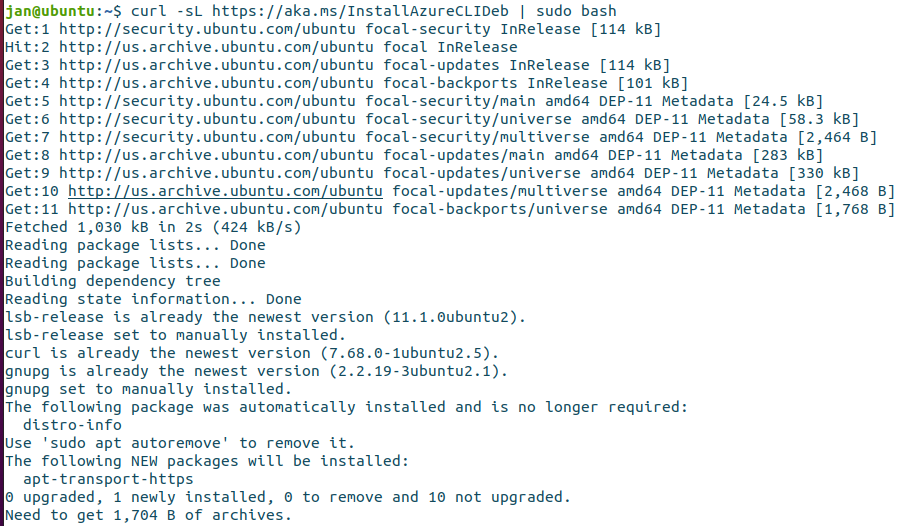 jan@ubuntu:~$ curl -sL https://aka.ms/InstallAzureCLIDeb | sudo bash
Get:1 http://security.ubuntu.com/ubuntu focal-security InRelease [114 kB]
Hit:2 http://us.archive.ubuntu.com/ubuntu focal InRelease
Get:3 http://us.archive.ubuntu.com/ubuntu focal-updates InRelease [114 kB]
Get:4 http://us.archive.ubuntu.com/ubuntu focal-backports InRelease [101 kB]
Get:5 http://security.ubuntu.com/ubuntu focal-security/main amd64 DEP-11 Metadata [24.5 kB]
Get:6 http://security.ubuntu.com/ubuntu focal-security/universe amd64 DEP-11 Metadata [58.3 kB]
Get:7 http://security.ubuntu.com/ubuntu focal-security/multiverse amd64 DEP-11 Metadata [2,464 B]
Get:8 http://us.archive.ubuntu.com/ubuntu focal-updates/main amd64 DEP-11 Metadata [283 kB]
Get:9 http://us.archive.ubuntu.com/ubuntu focal-updates/universe amd64 DEP-11 Metadata [330 kB]
Get:10 http://us.archive.ubuntu.com/ubuntu focal-updates/multiverse amd64 DEP-11 Metadata [2,468 B]
Get:11 http://us.archive.ubuntu.com/ubuntu focal-backports/universe amd64 DEP-11 Metadata [1,768 B]
Fetched 1,030 kB in 2s (424 kB/s)
Reading package lists... Done
Reading package lists... Done
Building dependency tree
Reading state information... Done
lsb-release is already the newest version (11.1.0ubuntu2).
lsb-release set to manually installed.
curl is already the newest version (7.68.0-1ubuntu2.5).
gnupg is already the newest version (2.2.19-3ubuntu2.1).
gnupg set to manually installed.
The following package was automatically installed and is no longer required:
  distro-info
Use 'sudo apt autoremove' to remove it.
The following NEW packages will be installed:
  apt-transport-https
0 upgraded, 1 newly installed, 0 to remove and 10 not upgraded.
Need to get 1,704 B of archives.